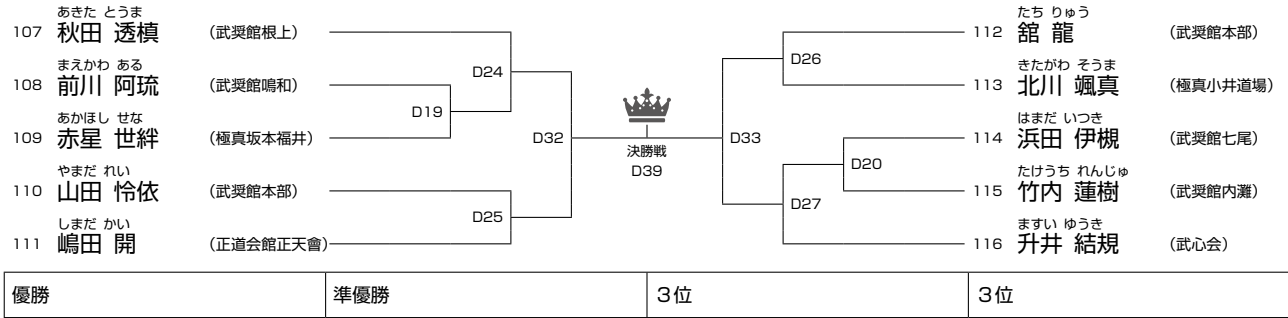 あきた とうま
107 秋田 透槙 (武奨館根上)
まえかわ ある
108 前川 阿琉 (武奨館鳴和)
あかほし せな
109 赤星 世絆 (極真坂本福井)
やまだ れい
110 山田 怜依 (武奨館本部)
しまだ かい
111 嶋田 開 (正道会館正天會)
D24
D19
D32
D25
決勝戦
D39
D26
D33
D20
D27
たち りゅう
112 舘 龍 (武奨館本部)
きたがわ そうま
113 北川 颯真 (極真小井道場)
はまだ いつき
114 浜田 伊槻 (武奨館七尾)
たけうち れんじゅ
115 竹内 蓮樹 (武奨館内灘)
ますい ゆうき
116 升井 結規 (武心会)
優勝 準優勝 3位 3位